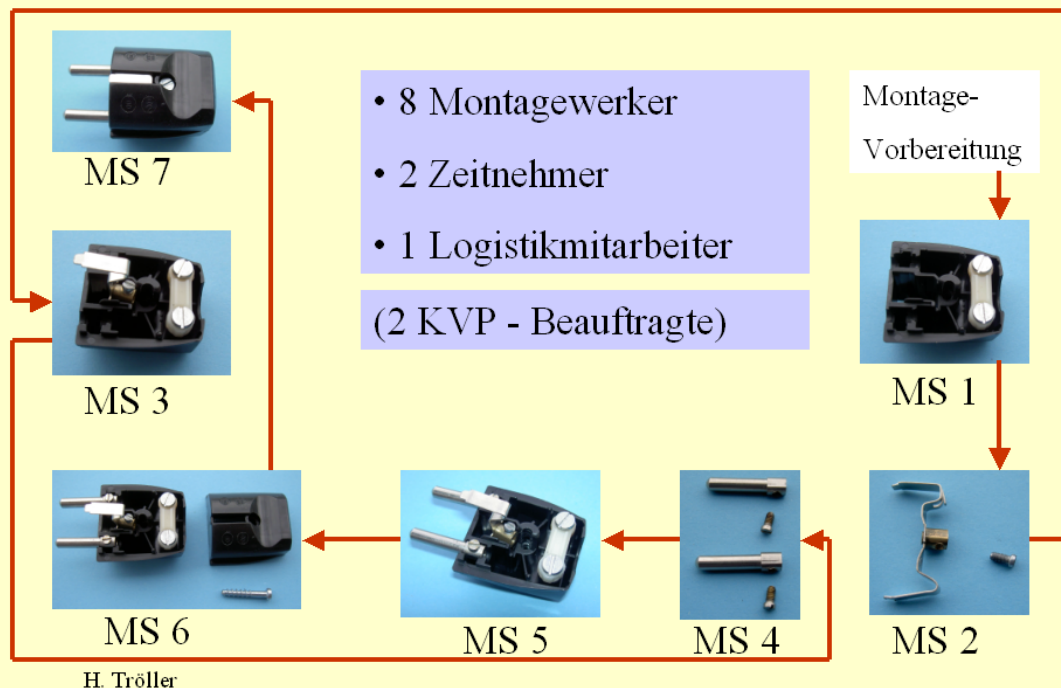 MS 7
• 8 Montagewerker
• 2 Zeitnehmer
• 1 Logistikmitarbeiter
(2 KVP - Beauftragte)
Montage-
Vorbereitung
MS 3
MS 1
MS 6
MS 5
MS 4
MS 2
H. Tröller